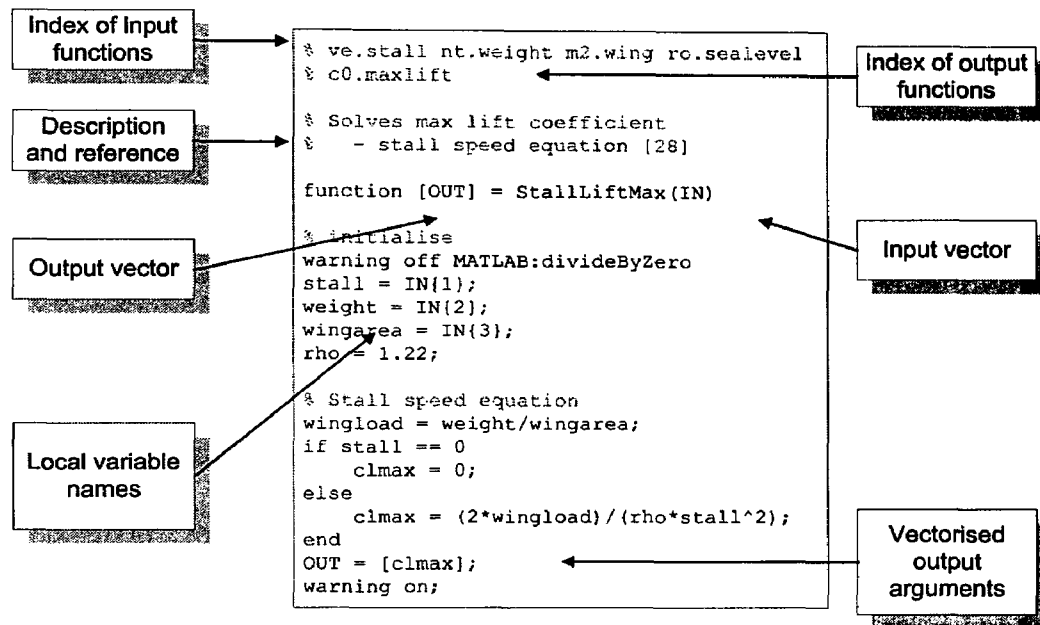 Index of Input
functions
Description
and reference
Output vector
Local variable
names
% ve.stall nt.weight m2.wing ro.sealevel
% c0.maxlift
% Solves max lift coefficient
%   - stall speed equation [28]
function [OUT] = StallLiftMax(IN)
% initialise
warning off MATLAB:divideByZero
stall = IN{1};
weight = IN{2};
wingarea = IN{3};
rho = 1.22;
% Stall speed equation
wingload = weight/wingarea;
if stall == 0
    clmax = 0;
else
    clmax = (2*wingload)/(rho*stall^2);
end
OUT = [clmax];
warning on;
Index of output
functions
Input vector
Vectorised
output
arguments